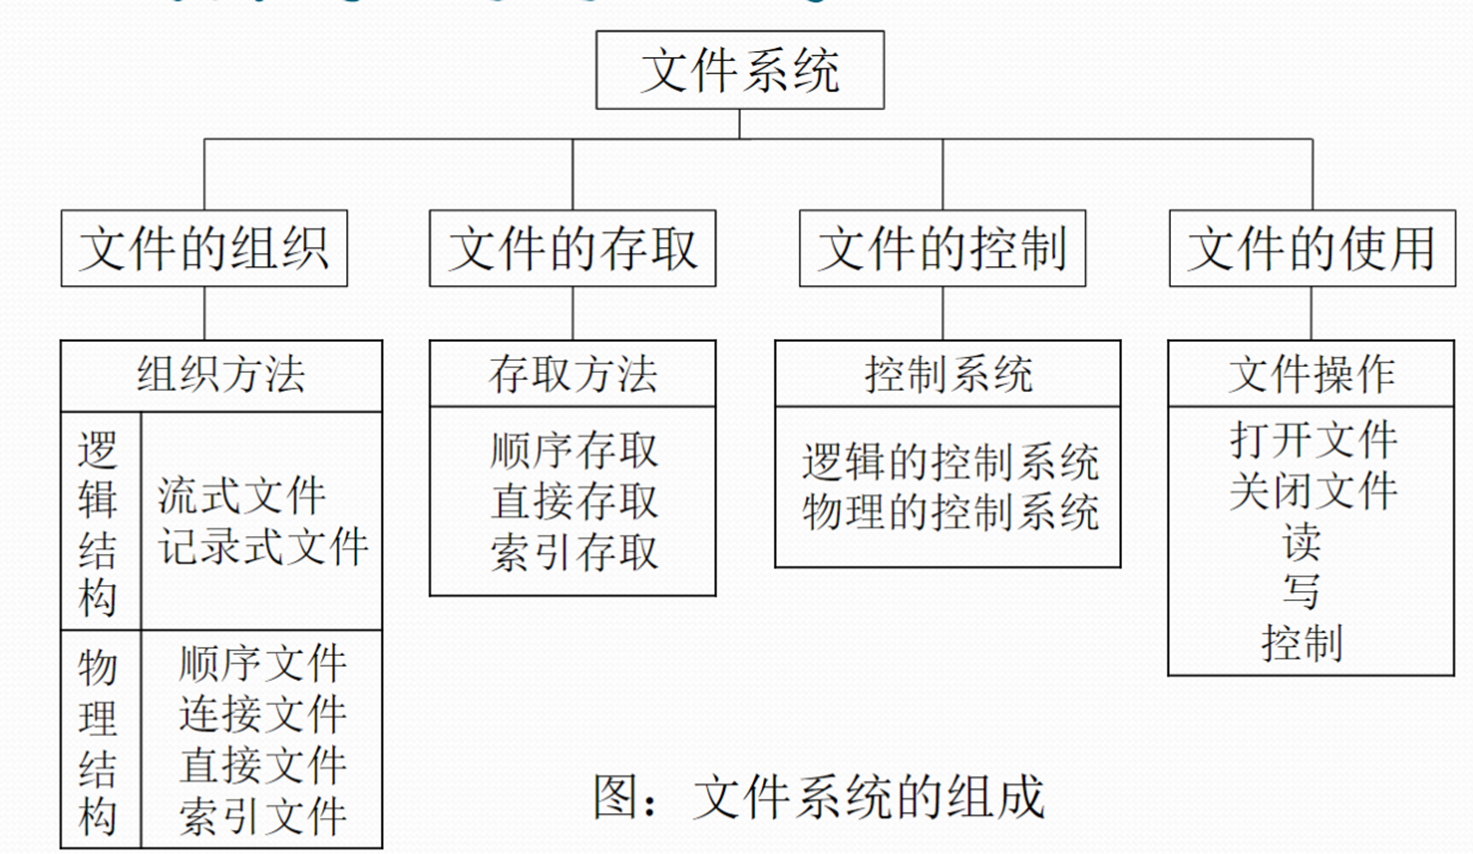 文件系统
文件的组织
文件的存取
文件的控制
文件的使用
组织方法
逻辑结构
流式文件
记录式文件
物理结构
顺序文件
连接文件
直接文件
索引文件
存取方法
顺序存取
直接存取
索引存取
控制系统
逻辑的控制系统
物理的控制系统
文件操作
打开文件
关闭文件
读
写
控制
图：文件系统的组成